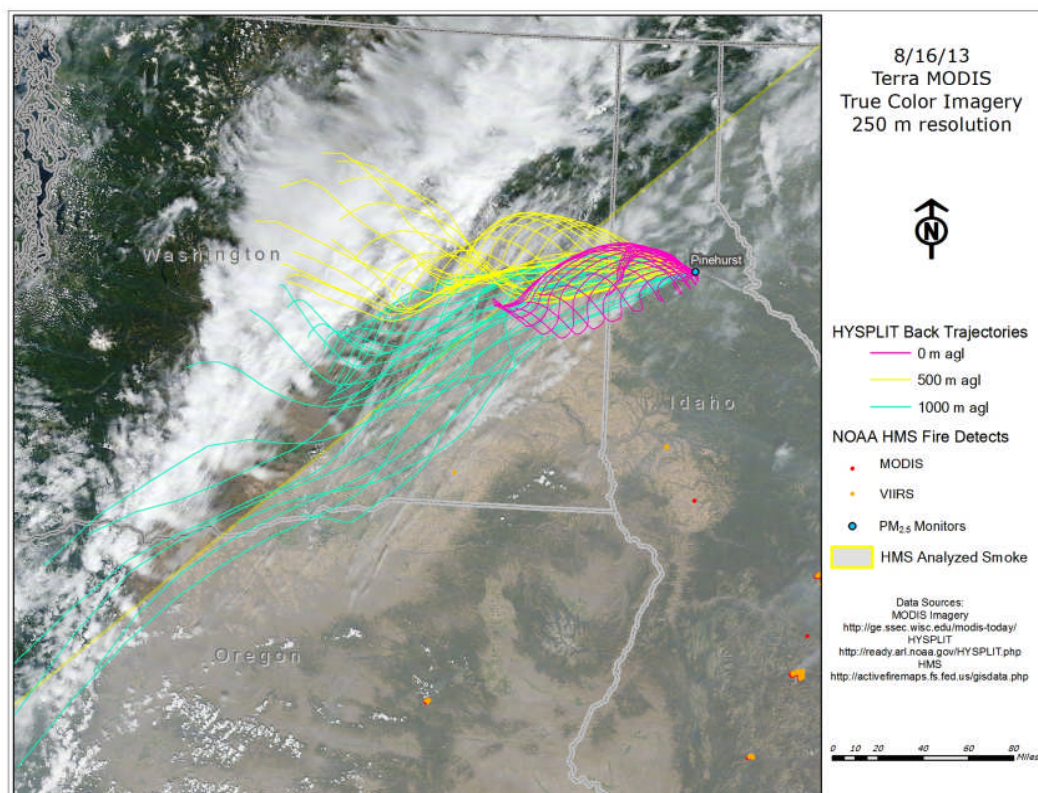 8/16/13
Terra MODIS
True Color Imagery
250 m resolution
N
Washington
Pinehurst
Idaho
Oregon
HYSPLIT Back Trajectories
0 m agl
500 m agl
1000 m agl
NOAA HMS Fire Detects
MODIS
VIIRS
PM2.5 Monitors
HMS Analyzed Smoke
Data Sources:
MODIS Imagery
http://ge.ssec.wisc.edu/modis-today/
HYSPLIT
http://ready.arl.noaa.gov/HYSPLIT.php
HMS
http://activefiremaps.fs.fed.us/gisdata.php
0 10 20 40 60 80
Miles